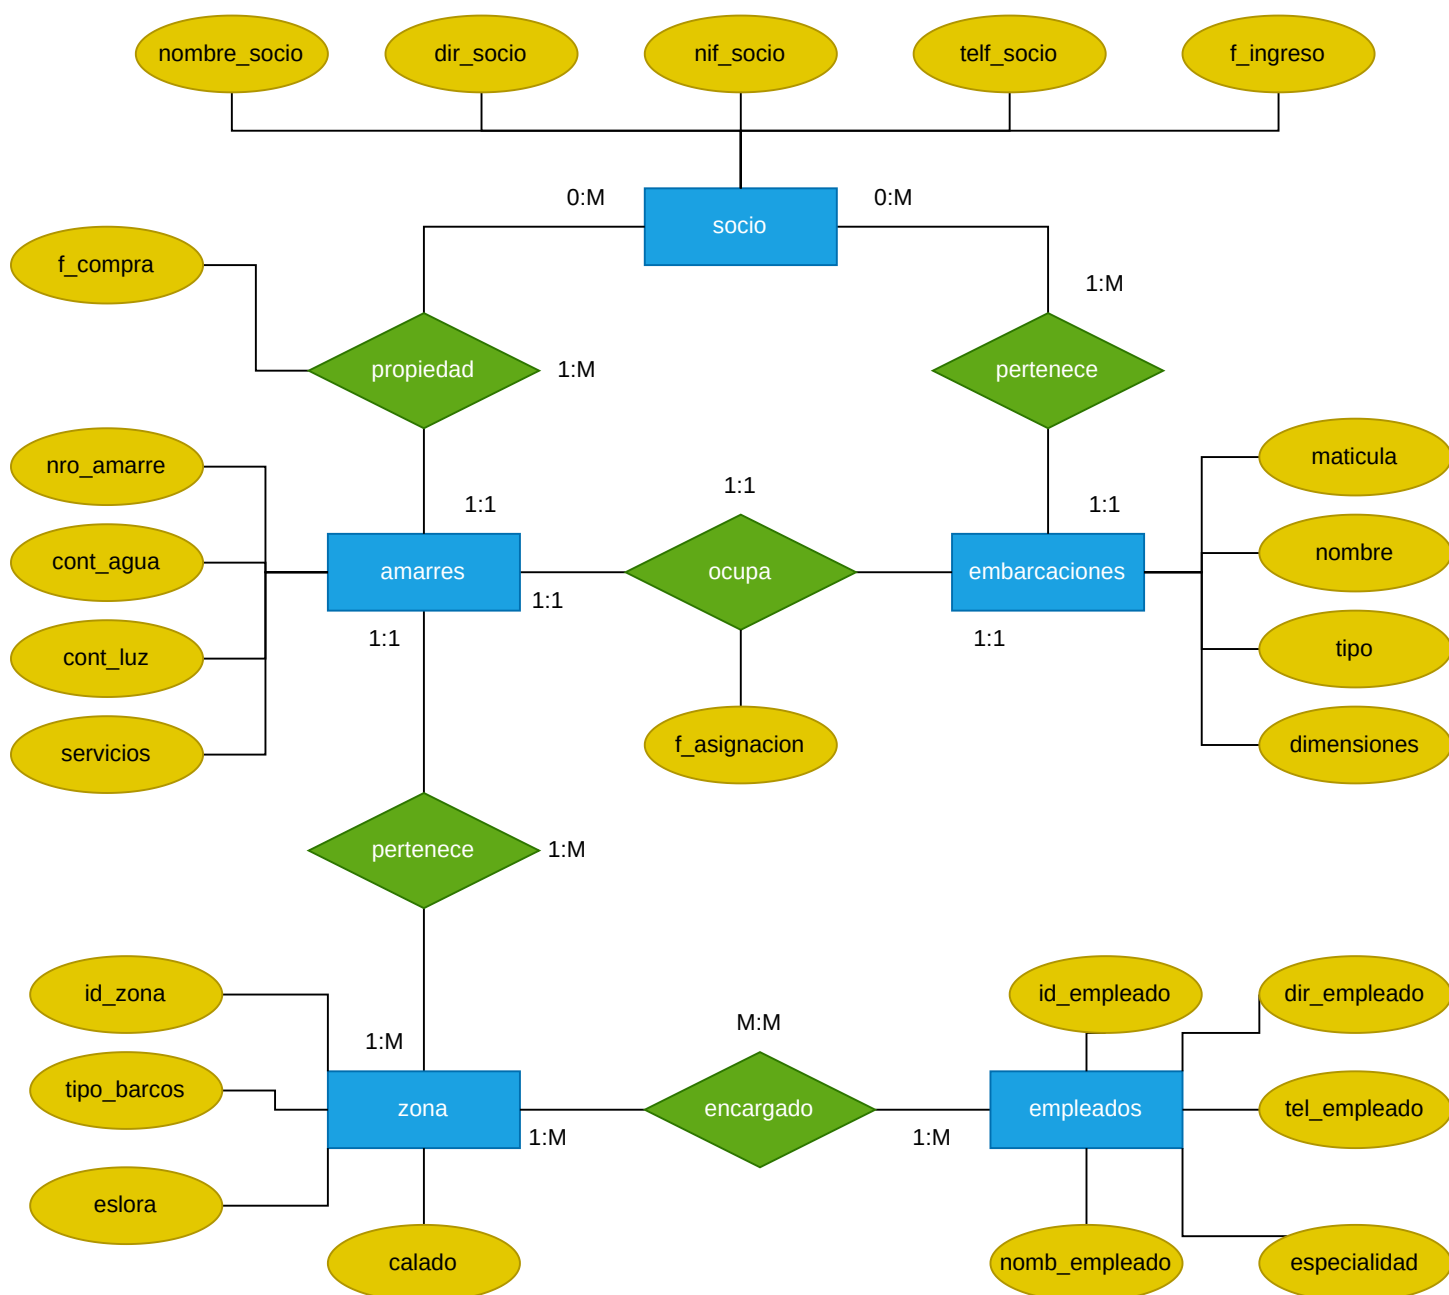 nombre_socio
dir_socio
nif_socio
telf_socio
f_ingreso
0:M
0:M
socio
f_compra
1:M
propiedad
1:M
pertenece
nro_amarre
maticula
1:1
1:1
1:1
cont_agua
nombre
amarres
ocupa
embarcaciones
1:1
1:1
1:1
cont_luz
tipo
servicios
f_asignacion
dimensiones
pertenece
1:M
id_zona
id_empleado
dir_empleado
M:M
1:M
tipo_barcos
zona
encargado
empleados
tel_empleado
1:M
1:M
eslora
calado
nomb_empleado
especialidad